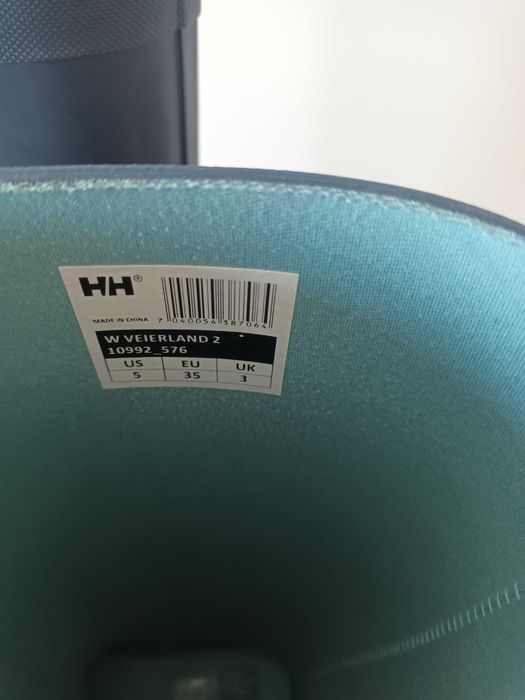 HH®
MADE IN CHINA 7 040054 387064
W VEIERLAND 2
10992_576
US EU UK
5 35 3